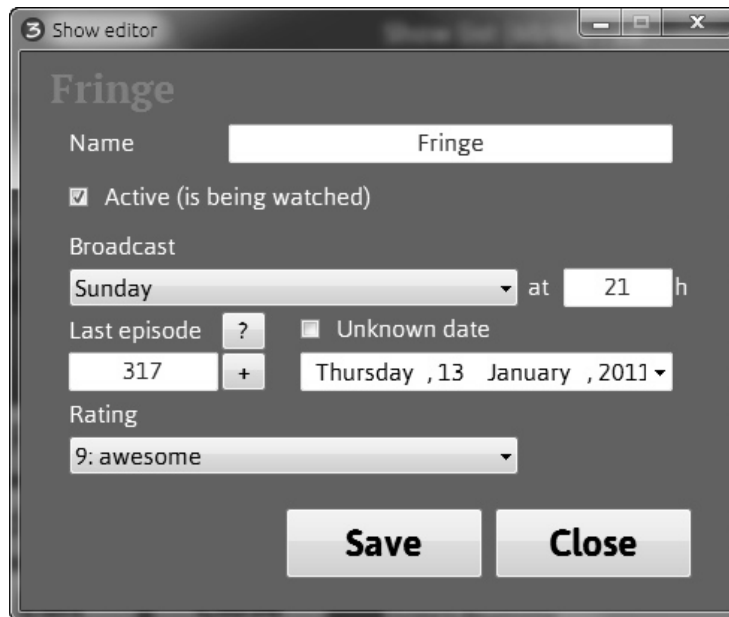 3 Show editor
Fringe
Name Fringe
Active (is being watched)
Broadcast
Sunday at 21 h
Last episode ? Unknown date
317 + Thursday , 13 January , 2011
Rating
9: awesome
Save Close